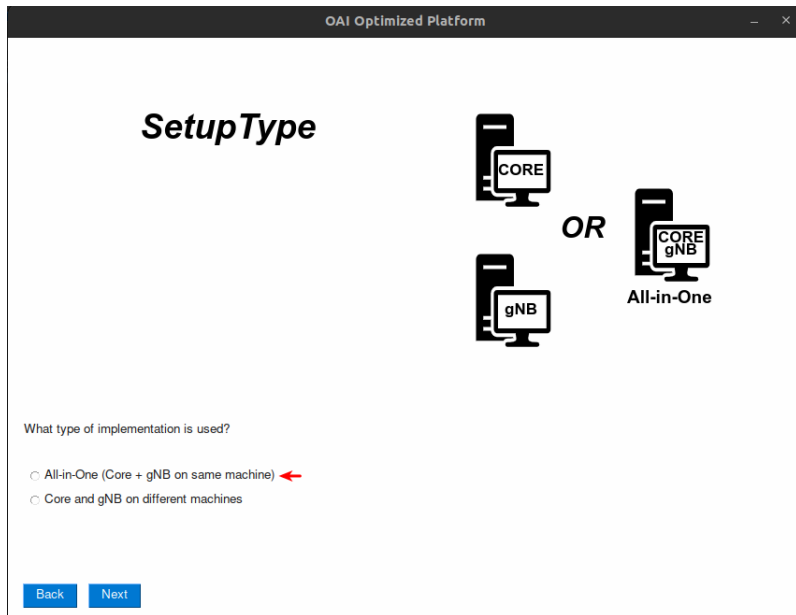 OAI Optimized Platform
SetupType
CORE
OR
CORE
gNB
All-in-One
gNB
What type of implementation is used?
All-in-One (Core + gNB on same machine)
Core and gNB on different machines
Back
Next